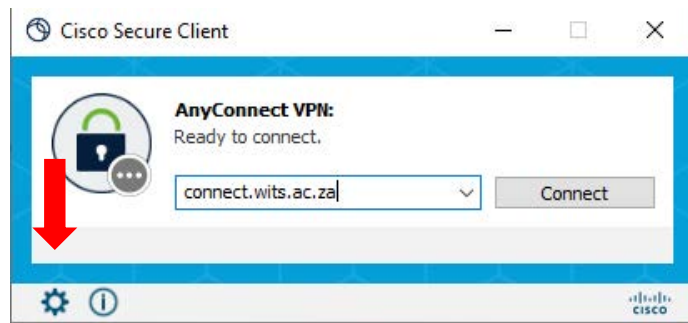 Cisco Secure Client
AnyConnect VPN:
Ready to connect.
connect.wits.ac.za
Connect
CISCO